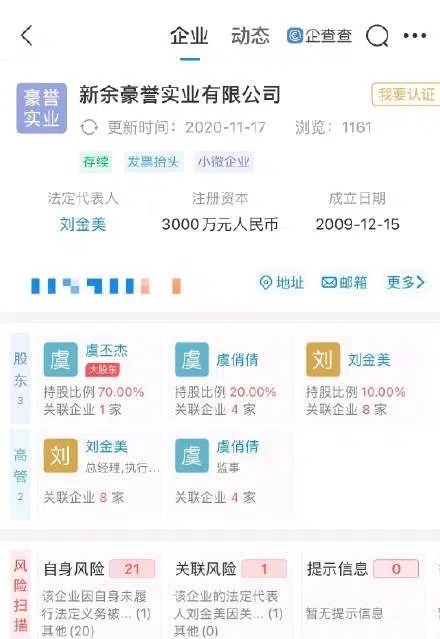 企业 动态 企查查
豪誉
实业
新余豪誉实业有限公司
我要认证
更新时间：2020-11-17 浏览：1161
存续 发票抬头 小微企业
法定代表人 注册资本 成立日期
刘金美 3000万元人民币 2009-12-15
地址 邮箱 更多
股东 3
虞 虞丕杰
大股东
持股比例 70.00%
关联企业 1 家
虞 虞俏倩
持股比例 20.00%
关联企业 4 家
刘 刘金美
持股比例 10.00%
关联企业 8 家
高管 2
刘 刘金美
总经理,执行...
关联企业 8 家
虞 虞俏倩
监事
关联企业 4 家
风险扫描
自身风险 21
该企业因自身未履
行法定义务被... (1)
其他 (20)
关联风险 1
该企业的法定代表
人刘金美因关... (1)
其他 (0)
提示信息 0
暂无提示信息